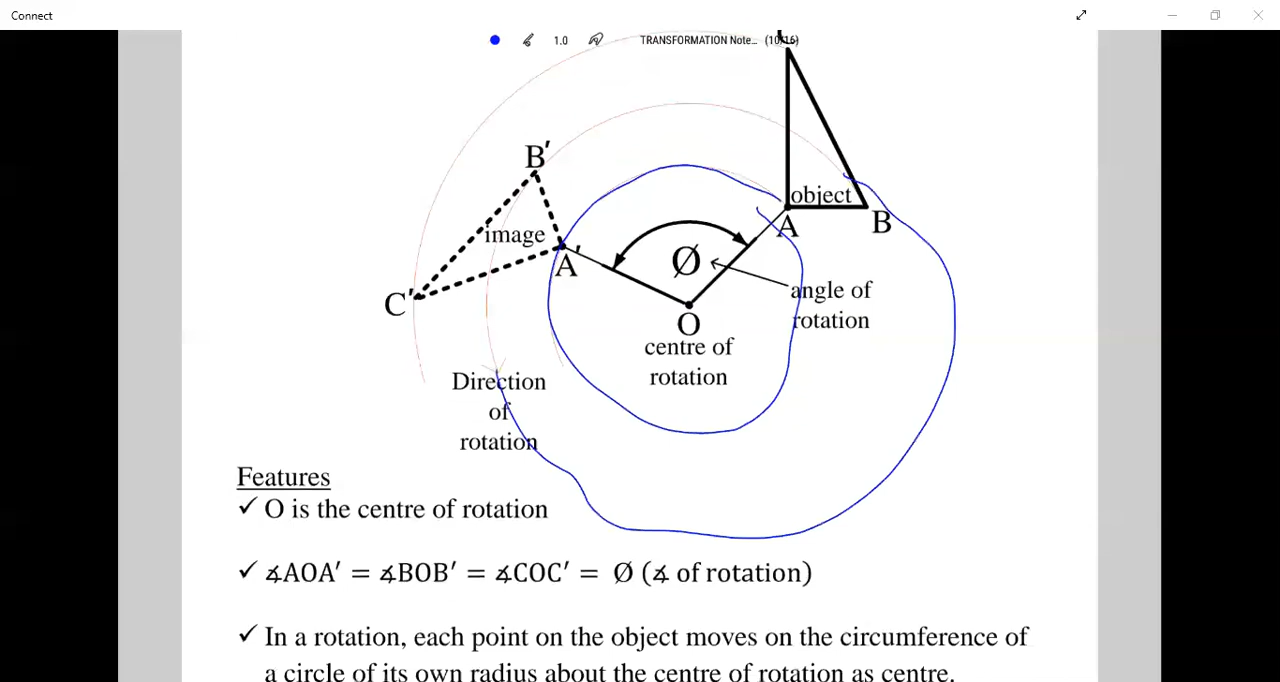 Connect
1.0
TRANSFORMATION Note... (10/16)
B′
object
image
A
B
A′
Ø
C′
angle of
rotation
O
centre of
rotation
Direction
of
rotation
Features
✓ O is the centre of rotation
✓ ∡AOA′ = ∡BOB′ = ∡COC′ = Ø (∡ of rotation)
✓ In a rotation, each point on the object moves on the circumference of
a circle of its own radius about the centre of rotation as centre.